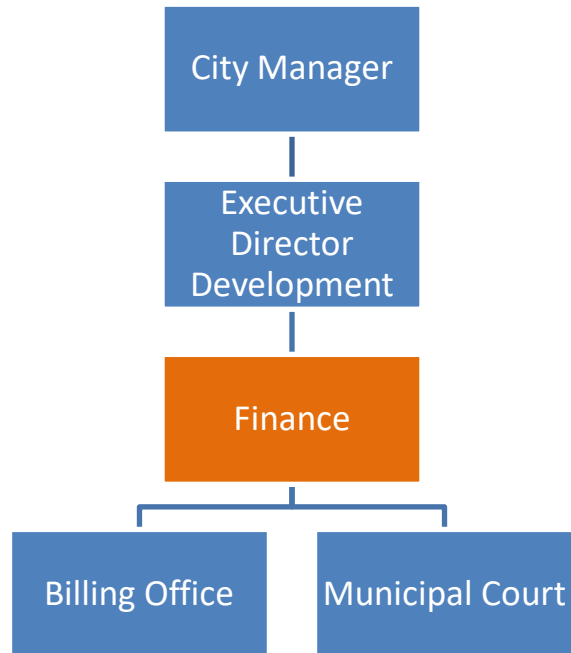 City Manager
Executive
Director
Development
Finance
Billing Office
Municipal Court